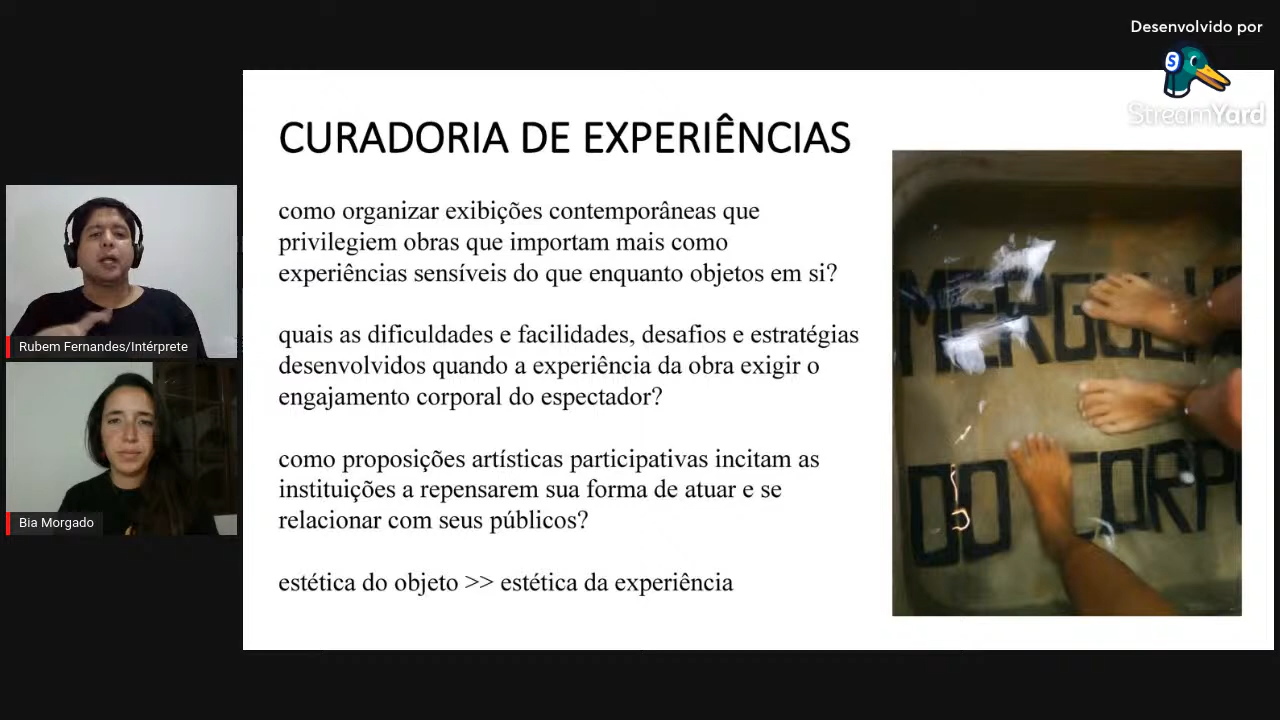 Desenvolvido por
S
StreamYard
CURADORIA DE EXPERIÊNCIAS
como organizar exibições contemporâneas que
privilegiem obras que importam mais como
experiências sensíveis do que enquanto objetos em si?
quais as dificuldades e facilidades, desafios e estratégias
desenvolvidos quando a experiência da obra exigir o
engajamento corporal do espectador?
como proposições artísticas participativas incitam as
instituições a repensarem sua forma de atuar e se
relacionar com seus públicos?
estética do objeto >> estética da experiência
Rubem Fernandes/Intérprete
Bia Morgado
DO CORP